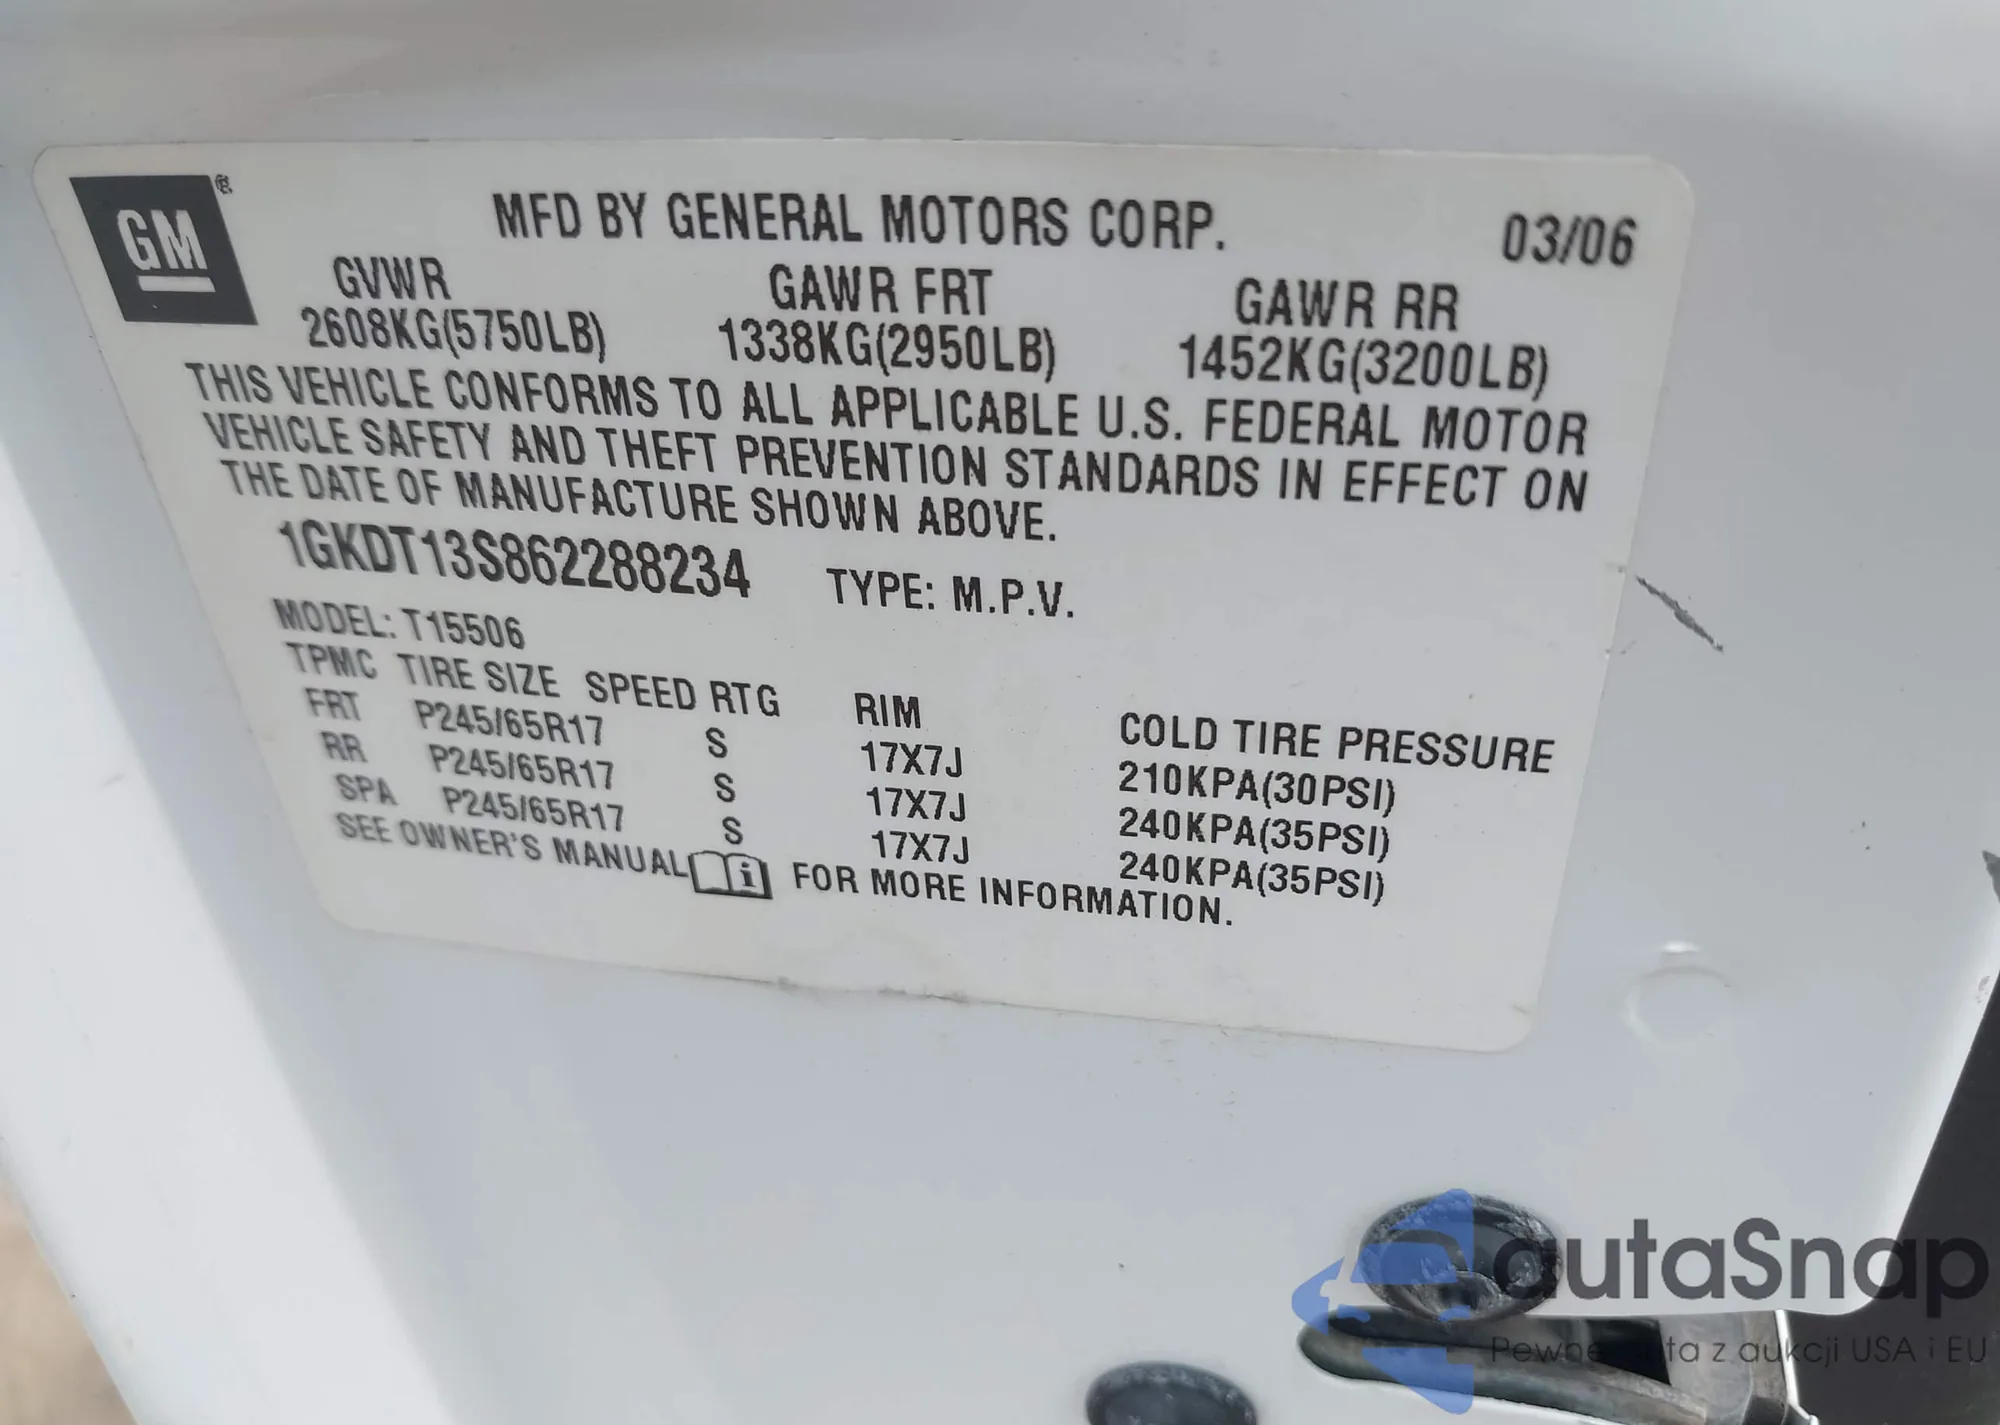 GM®
MFD BY GENERAL MOTORS CORP. 03/06
GVWR GAWR FRT GAWR RR
2608KG(5750LB) 1338KG(2950LB) 1452KG(3200LB)
THIS VEHICLE CONFORMS TO ALL APPLICABLE U.S. FEDERAL MOTOR
VEHICLE SAFETY AND THEFT PREVENTION STANDARDS IN EFFECT ON
THE DATE OF MANUFACTURE SHOWN ABOVE.
1GKDT13S862288234 TYPE: M.P.V.
MODEL: T15506
TPMC TIRE SIZE SPEED RTG RIM COLD TIRE PRESSURE
FRT P245/65R17 S 17X7J 210KPA(30PSI)
RR P245/65R17 S 17X7J 240KPA(35PSI)
SPA P245/65R17 S 17X7J 240KPA(35PSI)
SEE OWNER'S MANUAL i FOR MORE INFORMATION.
autaSnap
Pewne auta z aukcji USA i EU